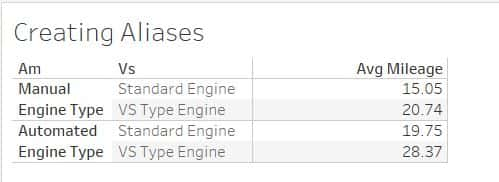 Creating Aliases
Am Vs Avg Mileage
Manual Standard Engine 15.05
Engine Type VS Type Engine 20.74
Automated Standard Engine 19.75
Engine Type VS Type Engine 28.37